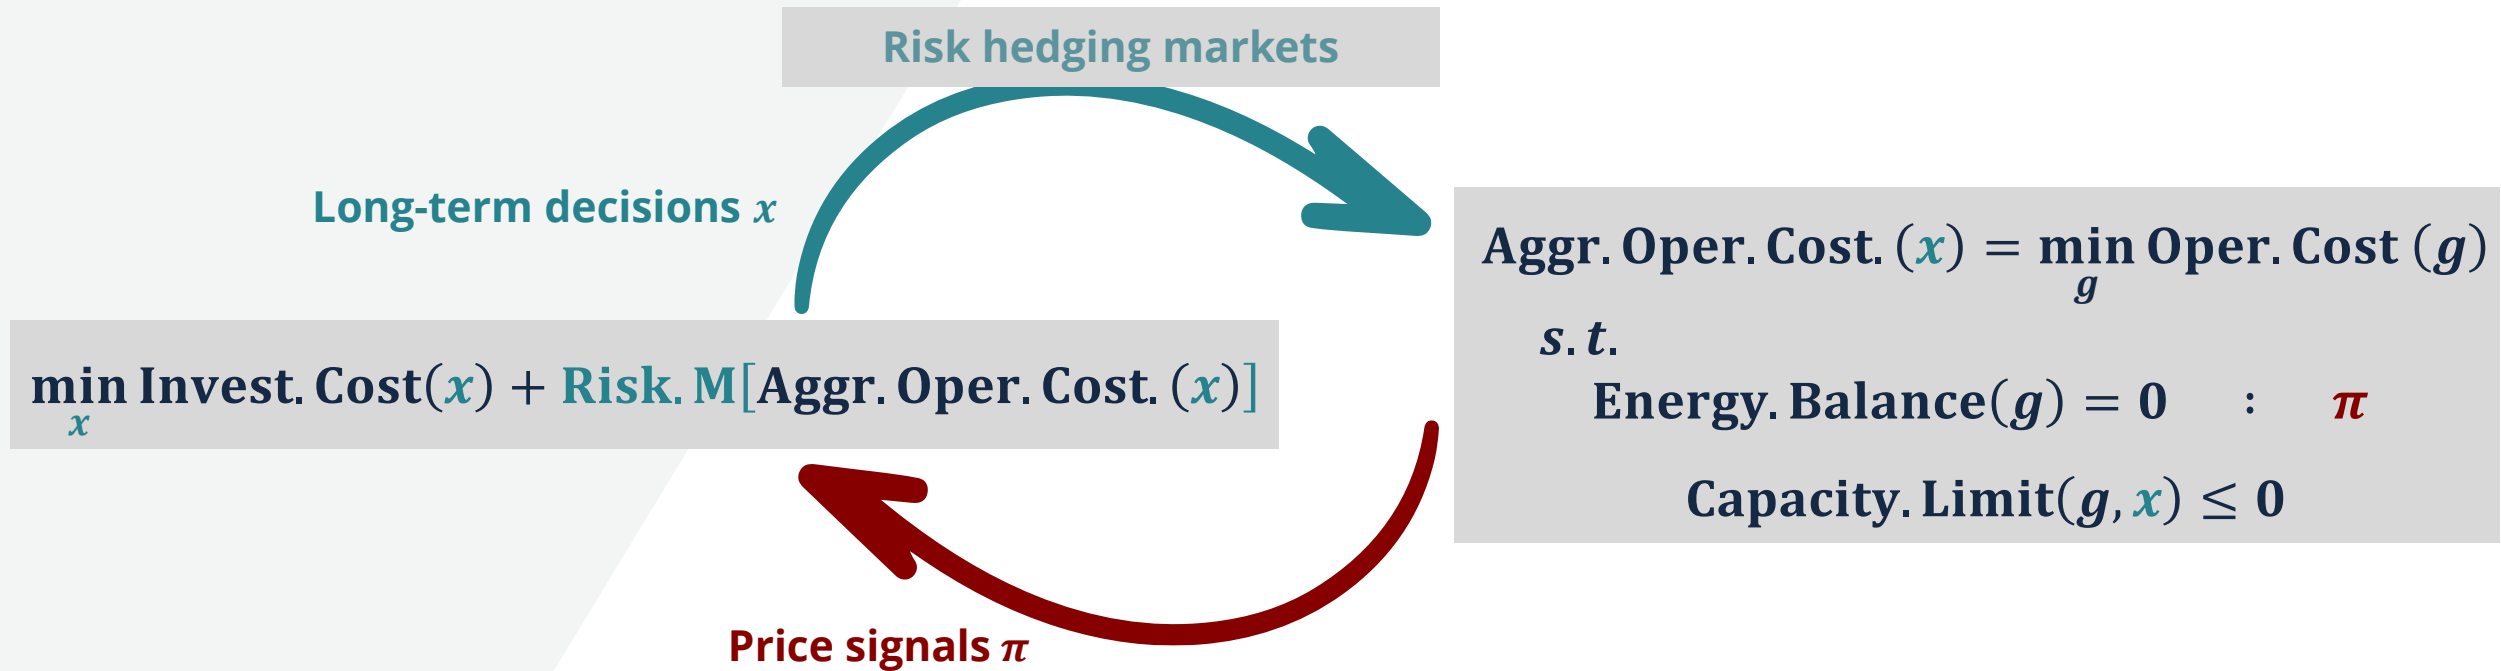 Risk hedging markets
Long-term decisions x
min Invest. Cost(x) + Risk. M[Aggr. Oper. Cost. (x)]
x
Aggr. Oper. Cost. (x) = min Oper. Cost (g)
g
s. t.
Energy. Balance(g) = 0 : π
Capacity. Limit(g, x) ≤ 0
Price signals π